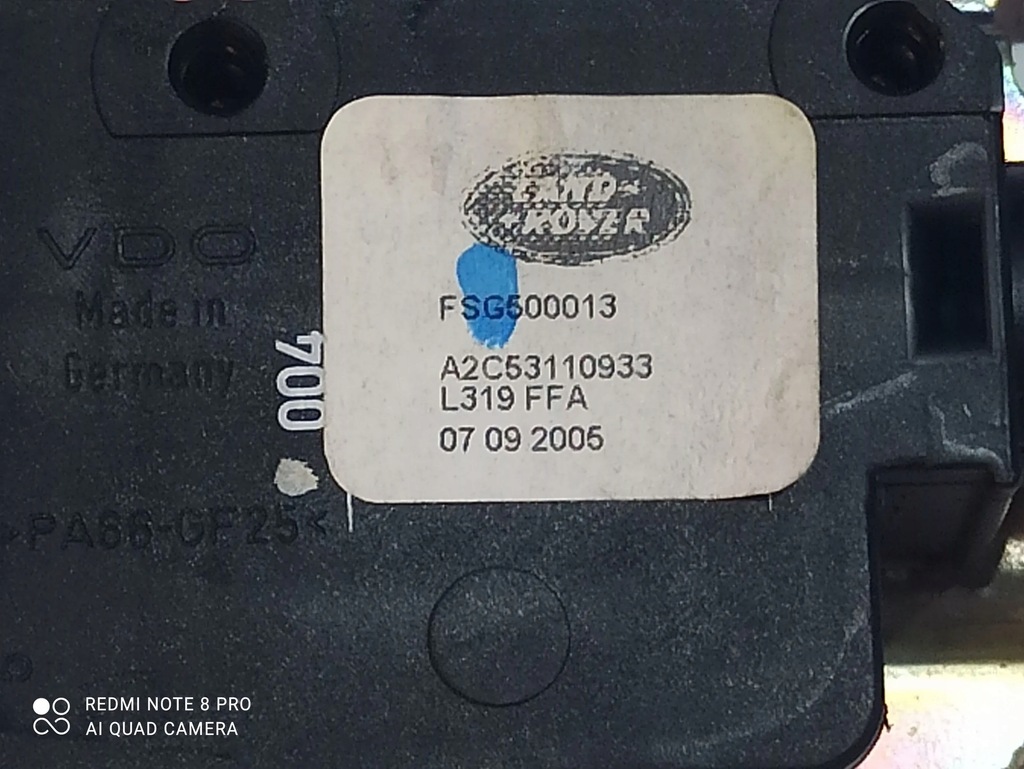 LAND
ROVER
FSG500013
A2C53110933
L319 FFA
07 09 2005
VDO
Made in
Germany
004
>PA66-GF25<
REDMI NOTE 8 PRO
AI QUAD CAMERA